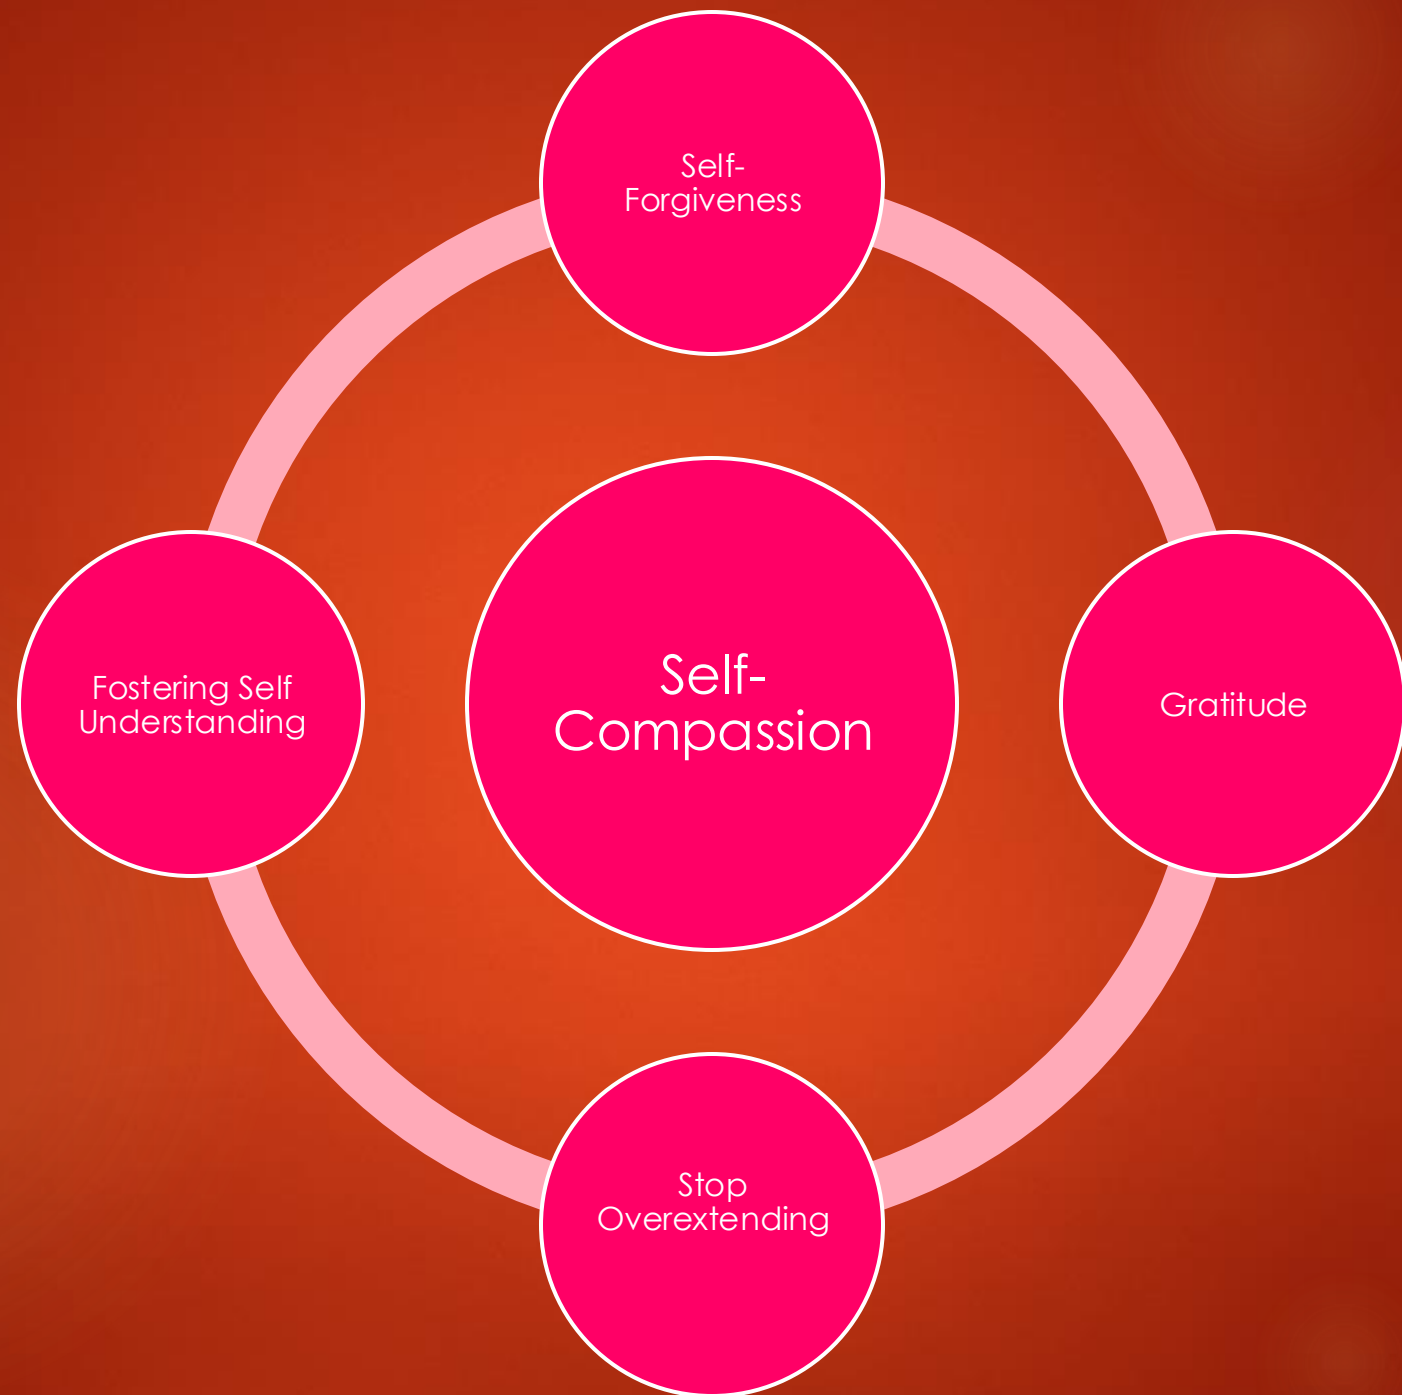 Self-
Forgiveness
Fostering Self
Understanding
Self-
Compassion
Gratitude
Stop
Overextending